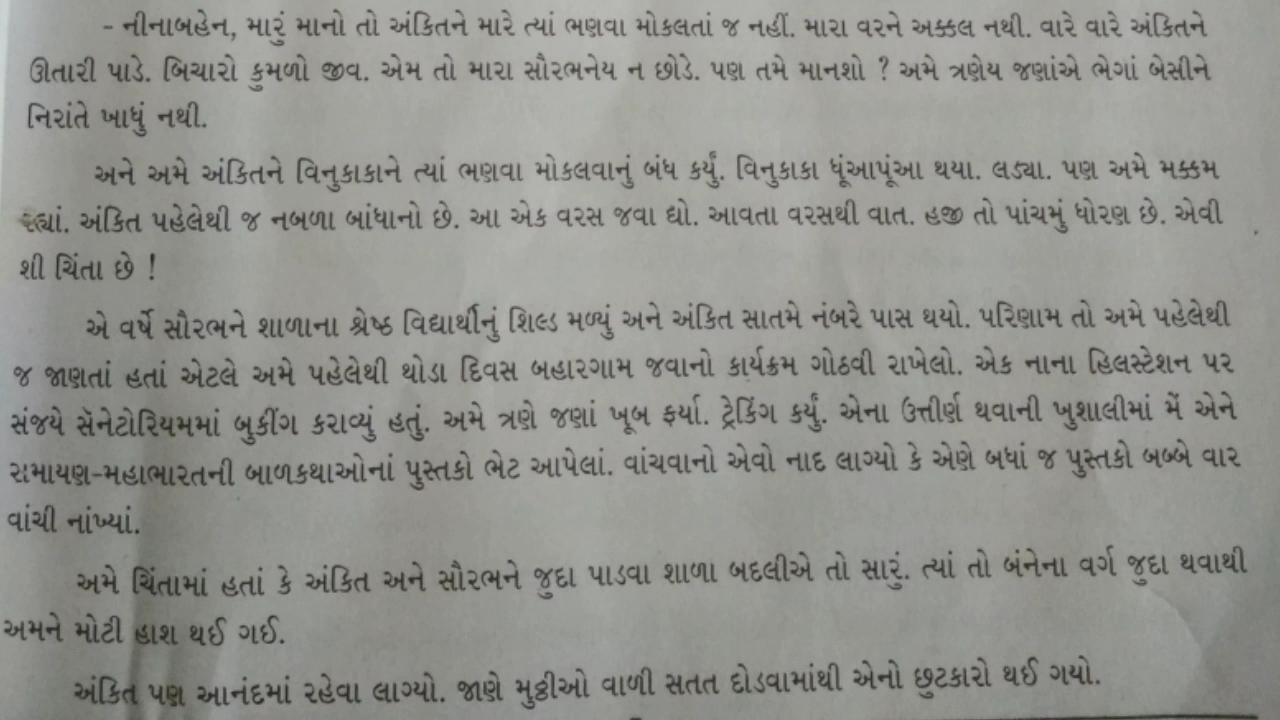 - નીનાબહેન, મારું માનો તો અંકિતને મારે ત્યાં ભણવા મોકલતાં જ નહીં. મારા વરને અક્કલ નથી. વારે વારે અંકિતને
ઊતારી પાડે. બિચારો કુમળો જીવ. એમ તો મારા સૌરભનેય ન છોડે. પણ તમે માનશો ? અમે ત્રણેય જણાંએ ભેગાં બેસીને
નિરાંતે ખાધું નથી.
અને અમે અંકિતને વિનુકાકાને ત્યાં ભણવા મોકલવાનું બંધ કર્યું. વિનુકાકા ધૂંઆપૂંઆ થયા. લડ્યા. પણ અમે મક્કમ
રહ્યાં. અંકિત પહેલેથી જ નબળા બાંધાનો છે. આ એક વરસ જવા દ્યો. આવતા વરસથી વાત. હજી તો પાંચમું ધોરણ છે. એવી
શી ચિંતા છે !
એ વર્ષે સૌરભને શાળાના શ્રેષ્ઠ વિદ્યાર્થીનું શિલ્ડ મળ્યું અને અંકિત સાતમે નંબરે પાસ થયો. પરિણામ તો અમે પહેલેથી
જ જાણતાં હતાં એટલે અમે પહેલેથી થોડા દિવસ બહારગામ જવાનો કાર્યક્રમ ગોઠવી રાખેલો. એક નાના હિલસ્ટેશન પર
સંજયે સૅનેટોરિયમમાં બુકીંગ કરાવ્યું હતું. અમે ત્રણે જણાં ખૂબ ફર્યા. ટ્રેકિંગ કર્યું. એના ઉત્તીર્ણ થવાની ખુશાલીમાં મેં એને
રામાયણ-મહાભારતની બાળકથાઓનાં પુસ્તકો ભેટ આપેલાં. વાંચવાનો એવો નાદ લાગ્યો કે એણે બધાં જ પુસ્તકો બબ્બે વાર
વાંચી નાંખ્યાં.
અમે ચિંતામાં હતાં કે અંકિત અને સૌરભને જુદા પાડવા શાળા બદલીએ તો સારું. ત્યાં તો બંનેના વર્ગ જુદા થવાથી
અમને મોટી હાશ થઈ ગઈ.
અંકિત પણ આનંદમાં રહેવા લાગ્યો. જાણે મુઠ્ઠીઓ વાળી સતત દોડવામાંથી એનો છુટકારો થઈ ગયો.